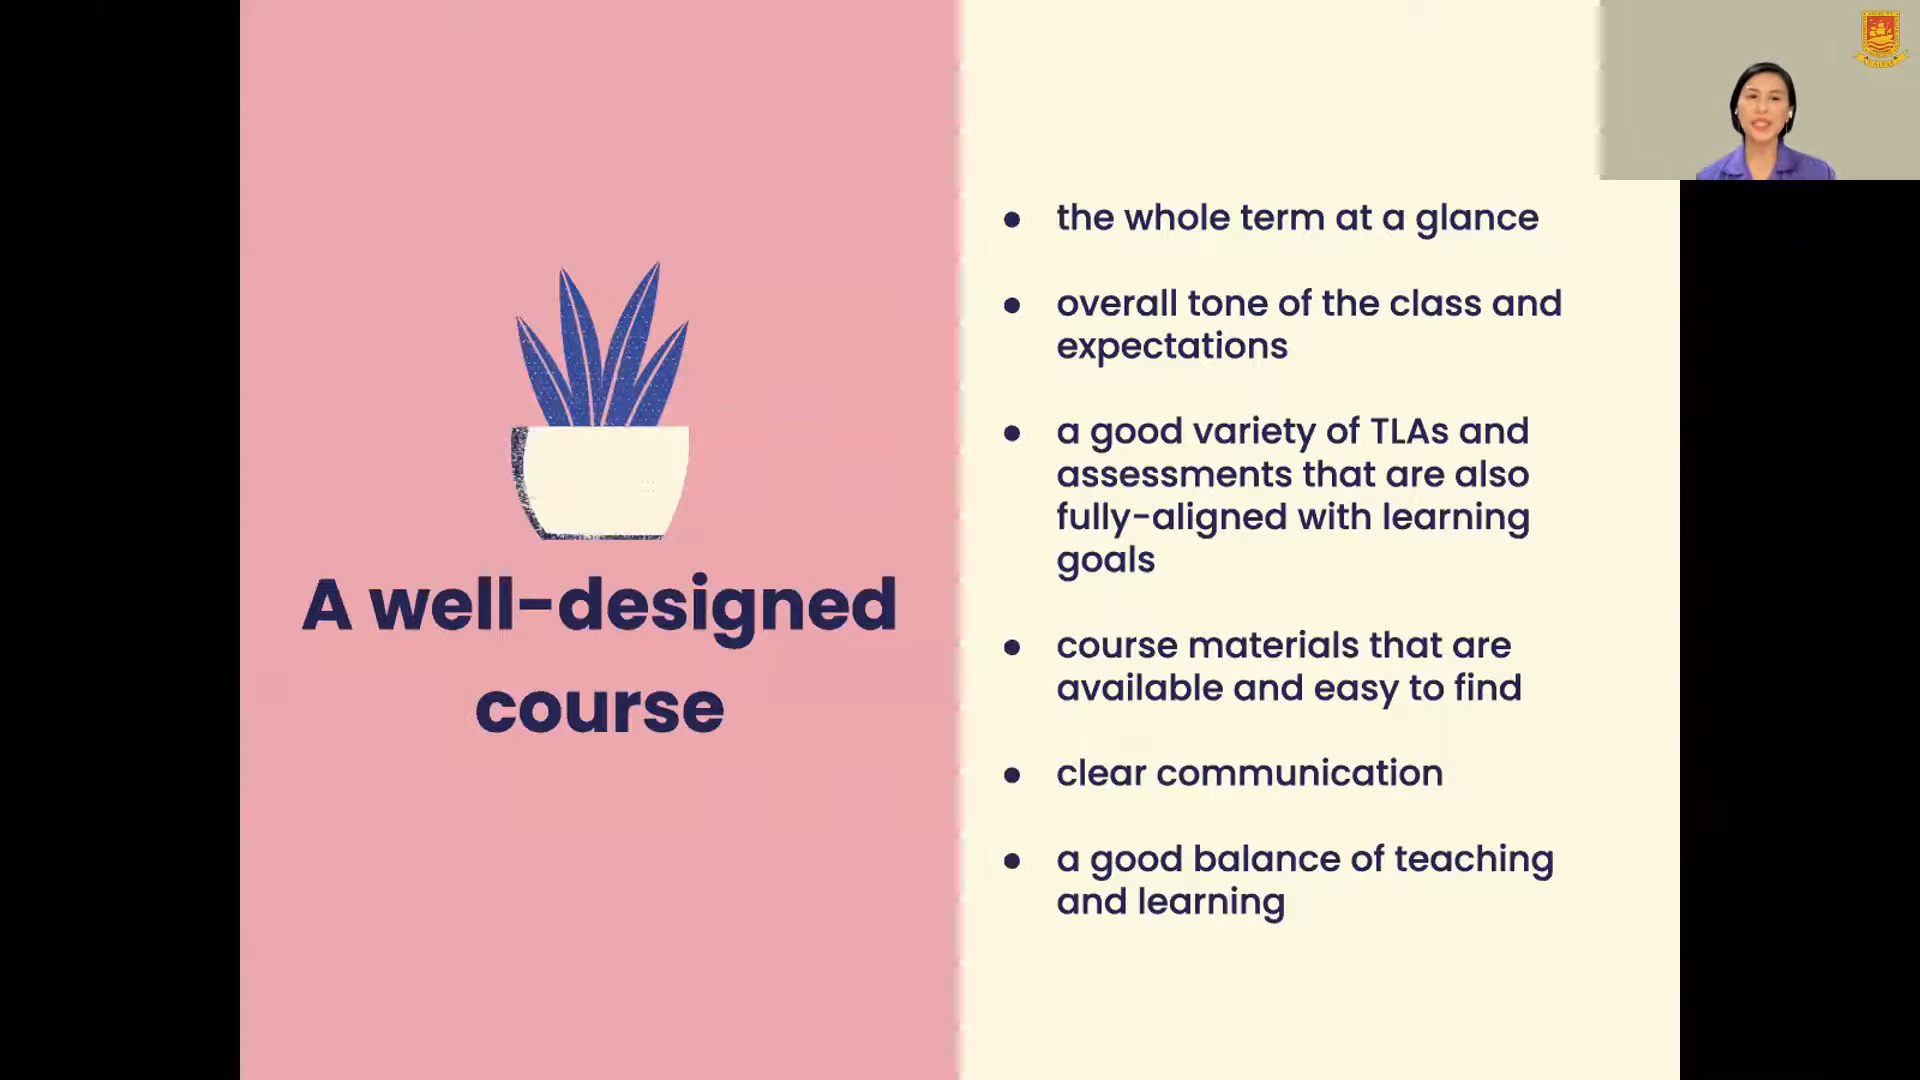 A well-designed
course
the whole term at a glance
overall tone of the class and
expectations
a good variety of TLAs and
assessments that are also
fully-aligned with learning
goals
course materials that are
available and easy to find
clear communication
a good balance of teaching
and learning